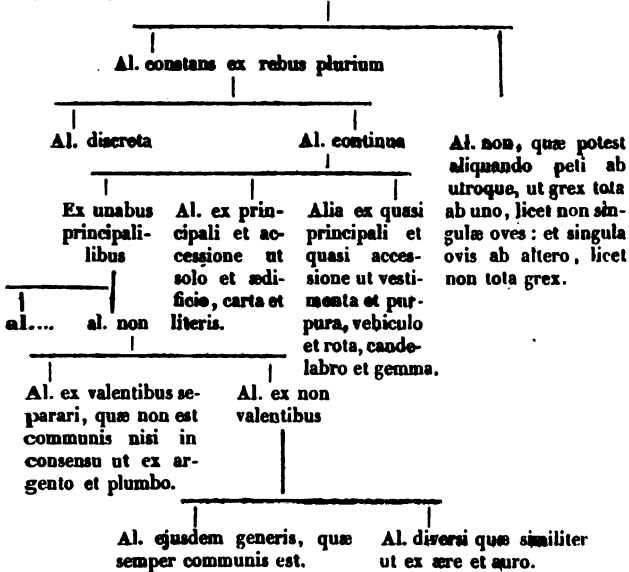 Al. constans ex rebus plurium
Al. discreta
Al. continua
Al. non, quæ potest
aliquando peti ab
utroque, ut grex tota
ab uno, licet non sin-
gulæ oves : et singula
ovis ab altero, licet
non tota grex.
Ex unabus
principali-
libus
Al. ex prin-
cipali et ac-
cessione ut
solo et ædi-
ficio, carta et
literis.
Alia ex quasi
principali et
quasi acces-
sione ut vesti-
menta et pur-
pura, vehiculo
et rota, cande-
labro et gemma.
al....
al. non
Al. ex valentibus se-
parari, quæ non est
communis nisi in
consensu ut ex ar-
gento et plumbo.
Al. ex non
valentibus
Al. ejusdem generis, quæ
semper communis est.
Al. diversi quæ similiter
ut ex ære et auro.